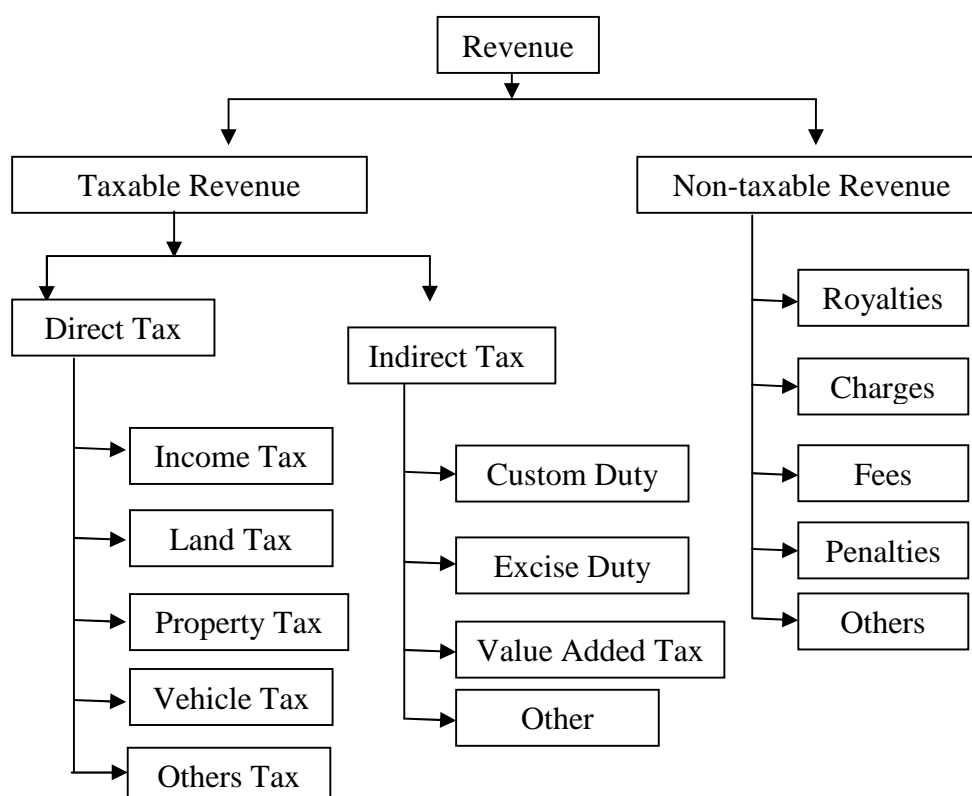 Revenue
Taxable Revenue
Non-taxable Revenue
Direct Tax
Indirect Tax
Income Tax
Land Tax
Property Tax
Vehicle Tax
Others Tax
Custom Duty
Excise Duty
Value Added Tax
Other
Royalties
Charges
Fees
Penalties
Others